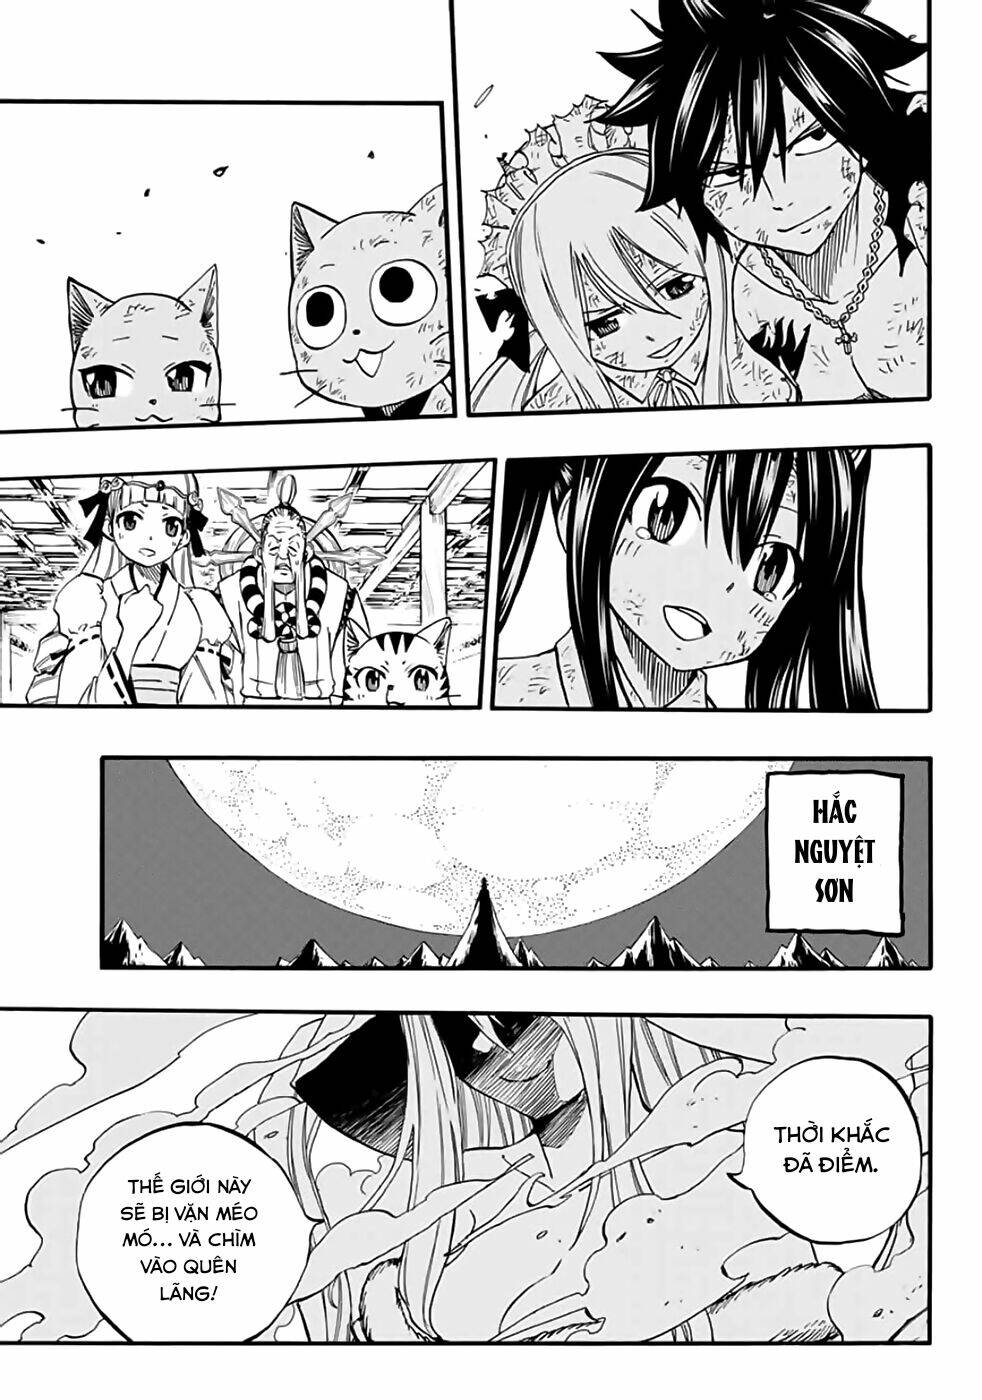 HẮC
NGUYỆT
SƠN
THỜI KHẮC
ĐÃ ĐIỂM.
THẾ GIỚI NÀY
SẼ BỊ VẶN MÉO
MÓ... VÀ CHÌM
VÀO QUÊN
LÃNG!